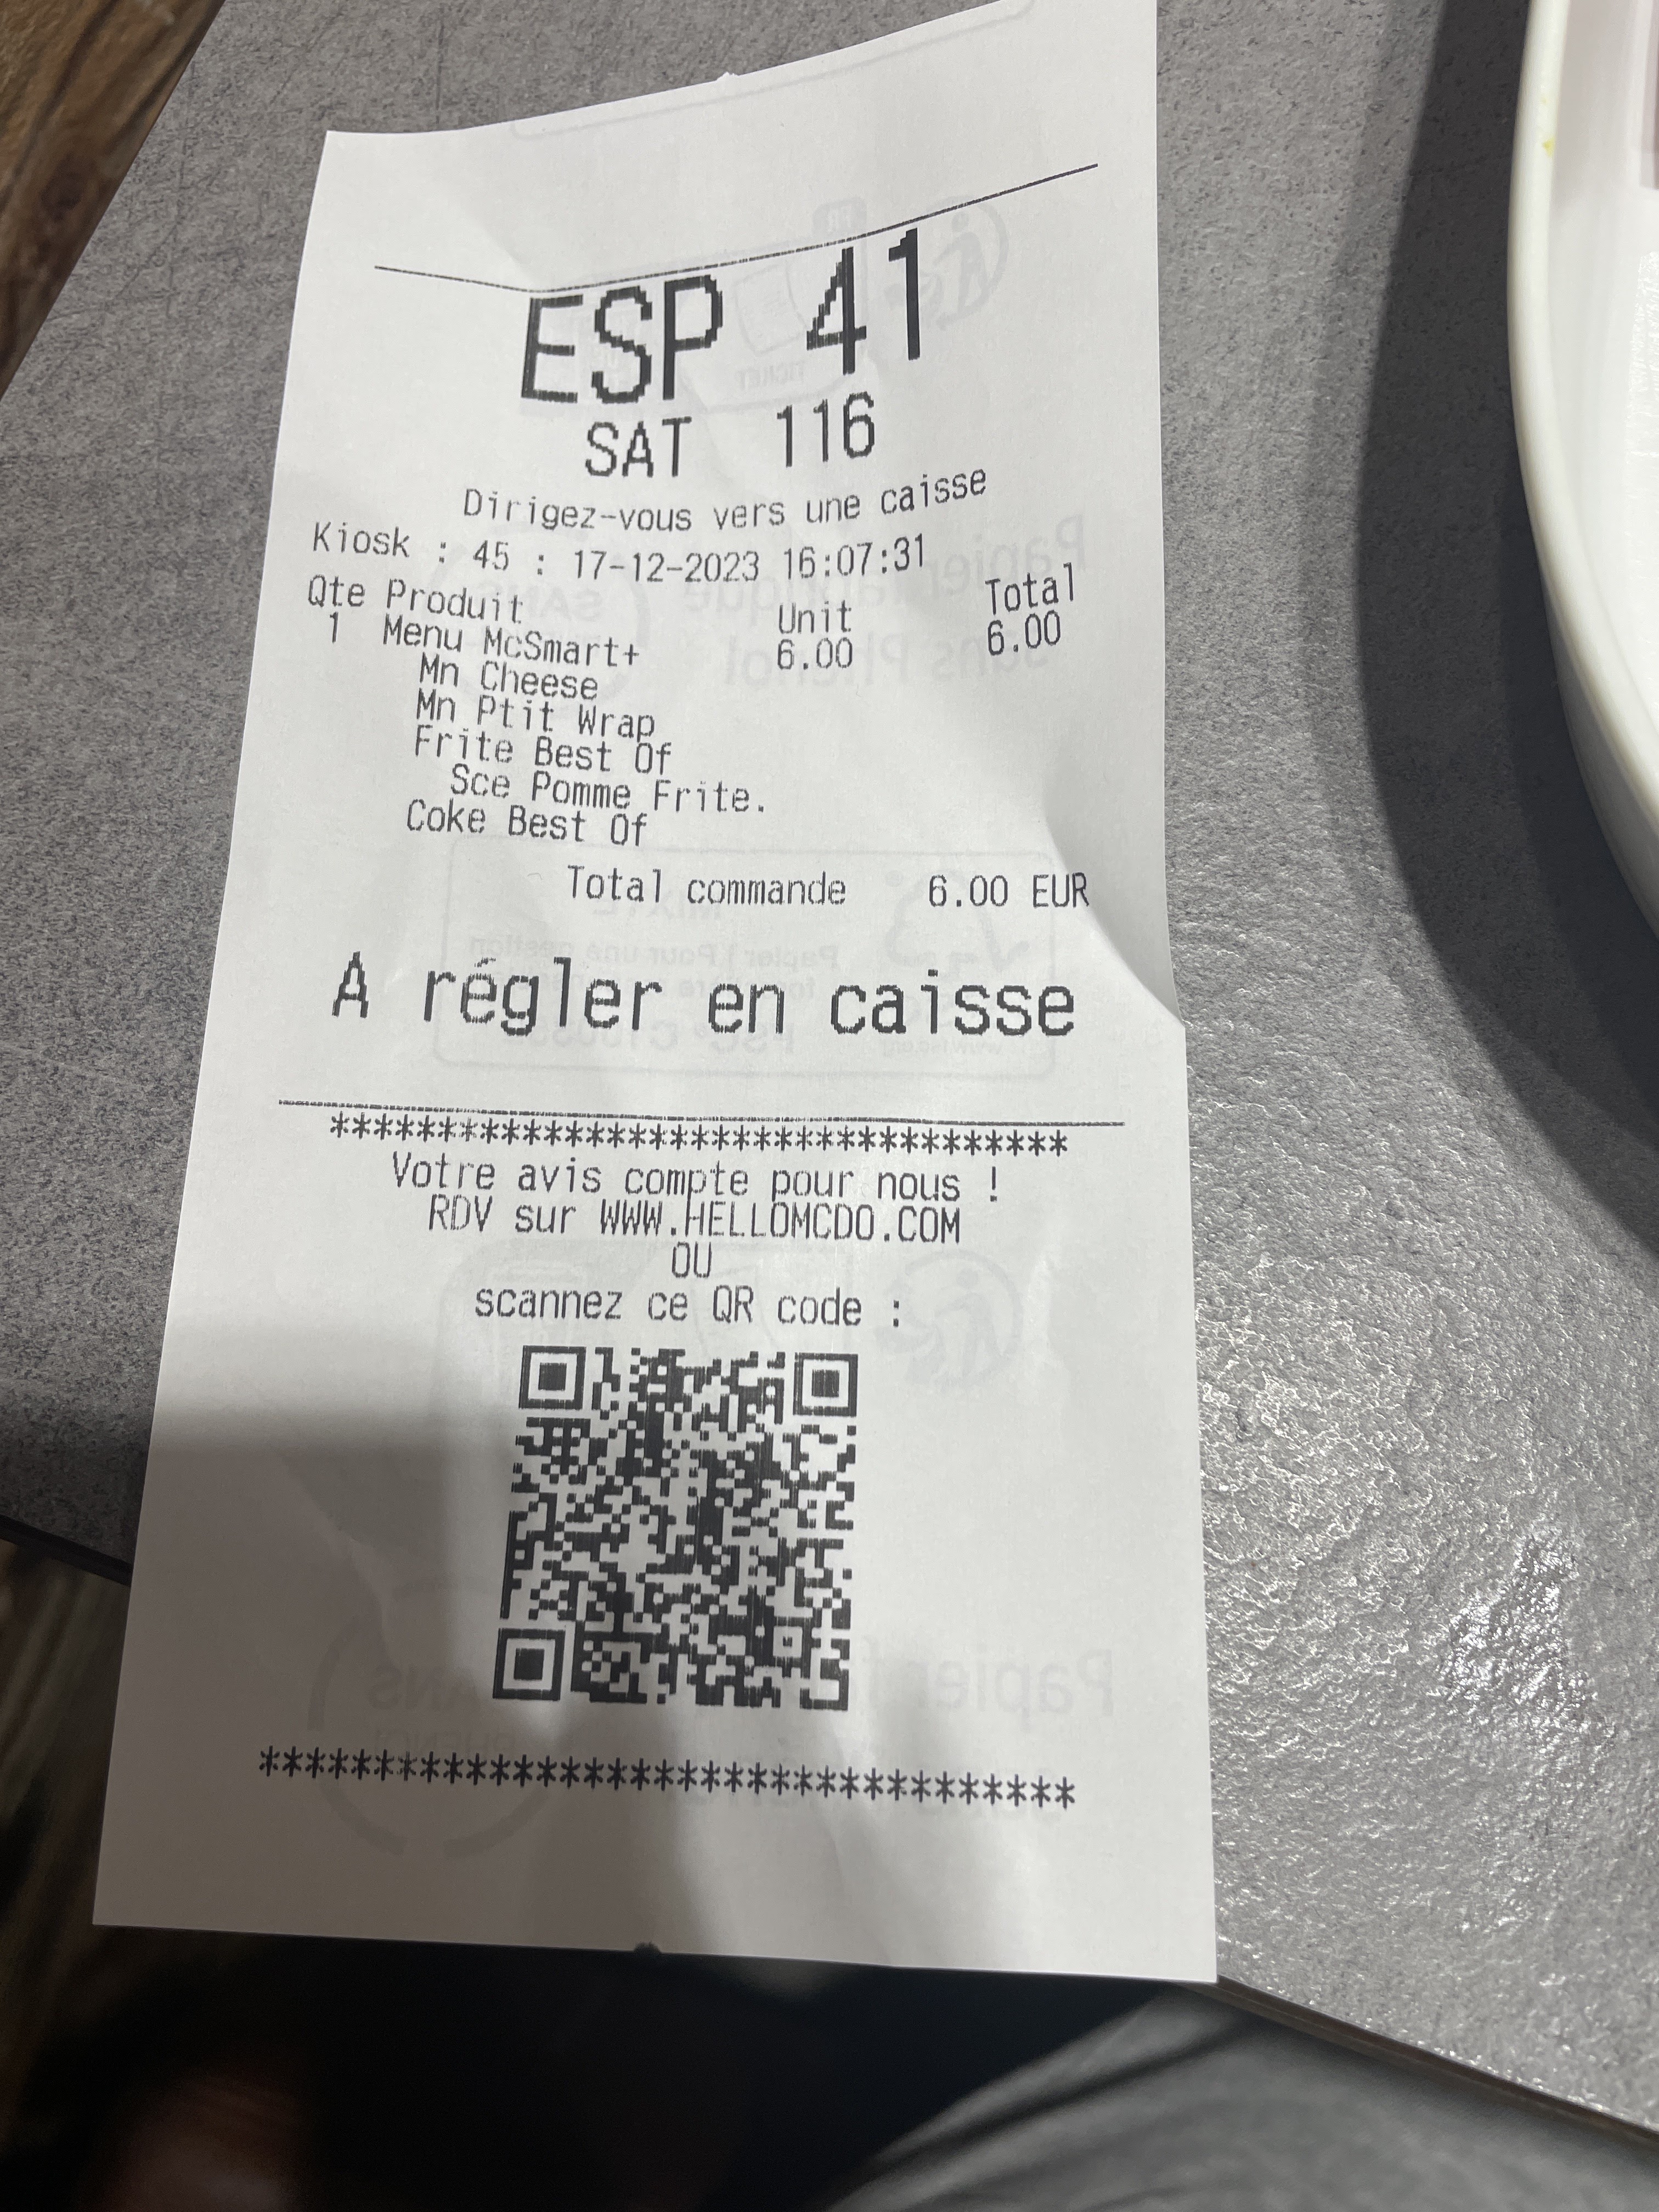 ESP 41
SAT 116
Dirigez-vous vers une caisse
Kiosk : 45 : 17-12-2023 16:07:31
Qte Produit Unit Total
1 Menu McSmart+ 6.00 6.00
Mn Cheese
Mn Ptit Wrap
Frite Best Of
Sce Pomme Frite.
Coke Best Of
Total commande 6.00 EUR
A régler en caisse
***********************************
Votre avis compte pour nous !
RDV sur WWW.HELLOMCDO.COM
OU
scannez ce QR code :
***********************************